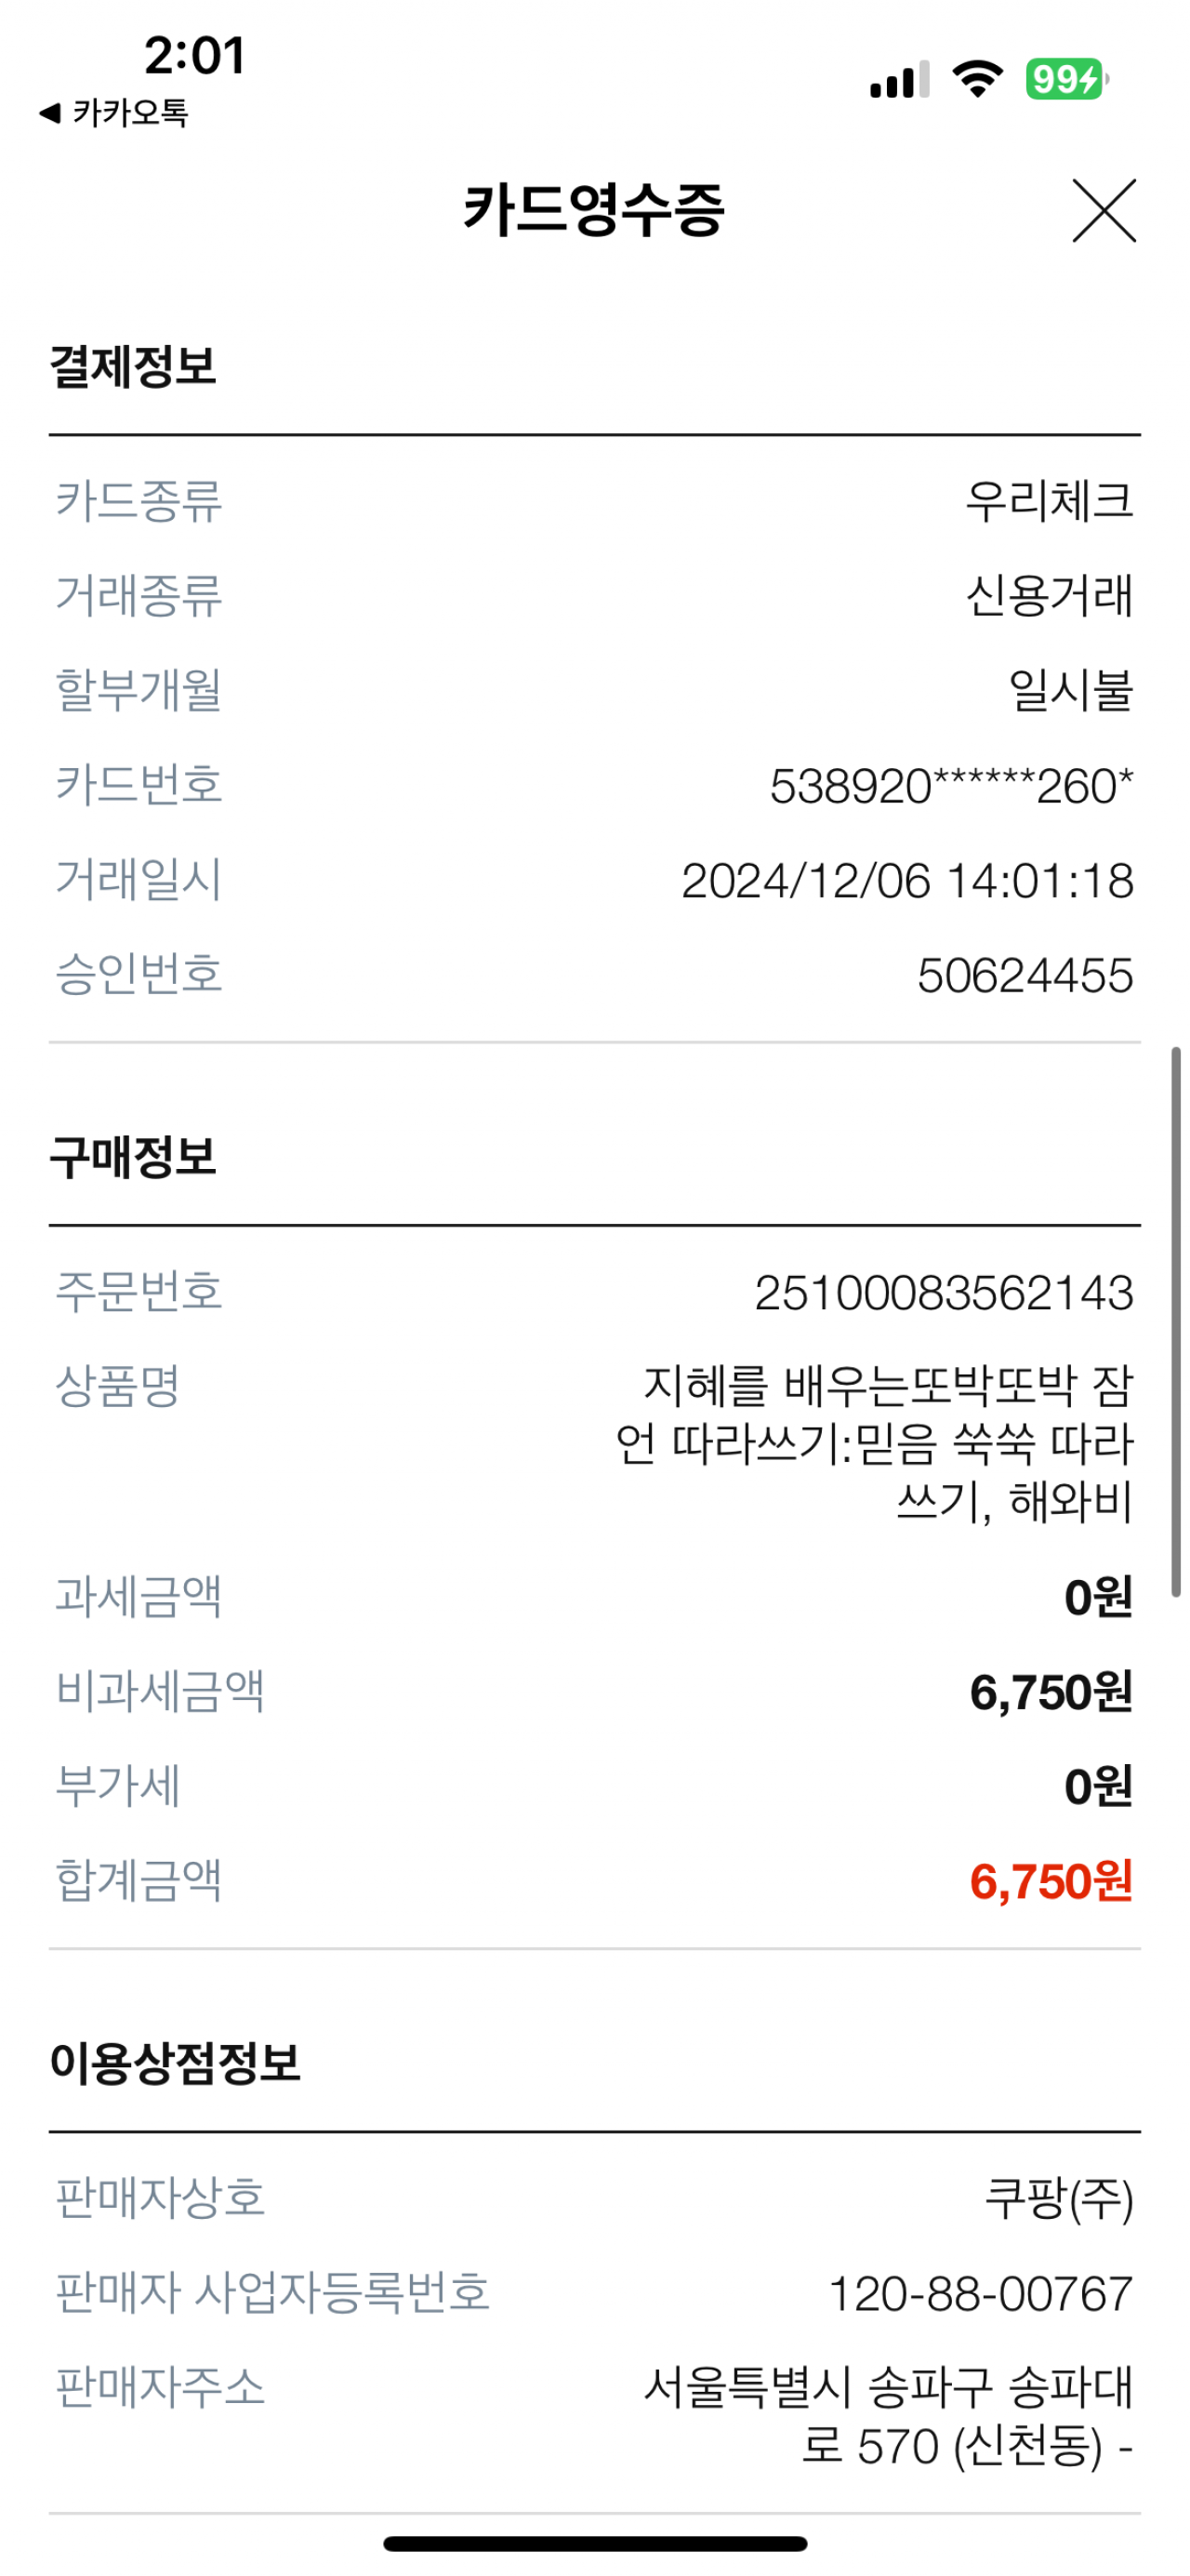 2:01
99
◀ 카카오톡
카드영수증
결제정보
카드종류 우리체크
거래종류 신용거래
할부개월 일시불
카드번호 538920******260*
거래일시 2024/12/06 14:01:18
승인번호 50624455
구매정보
주문번호 25100083562143
상품명 지혜를 배우는또박또박 잠
언 따라쓰기:믿음 쑥쑥 따라
쓰기, 해와비
과세금액 0원
비과세금액 6,750원
부가세 0원
합계금액 6,750원
이용상점정보
판매자상호 쿠팡(주)
판매자 사업자등록번호 120-88-00767
판매자주소 서울특별시 송파구 송파대
로 570 (신천동) -